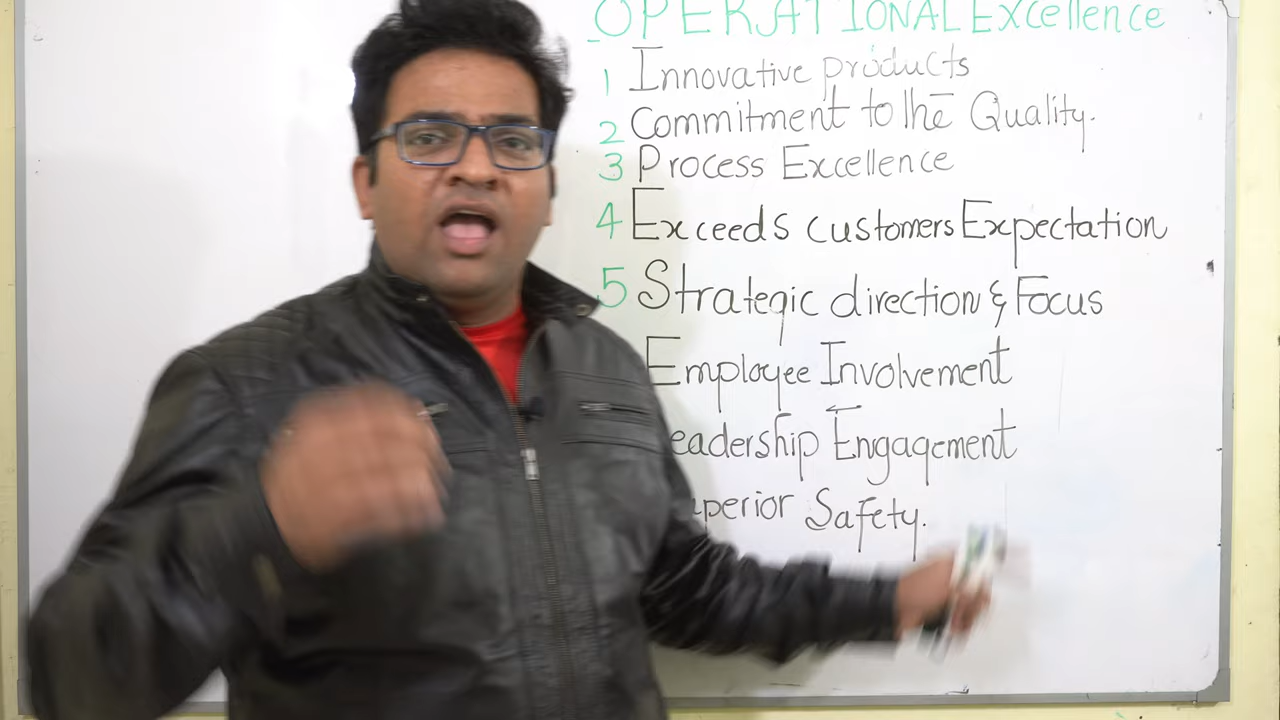 OPERATIONAL Excellence
1 Innovative products
2 Commitment to the Quality.
3 Process Excellence
4 Exceeds customers Expectation
5 Strategic direction & Focus
Employee Involvement
eadership Engagement
perior Safety.